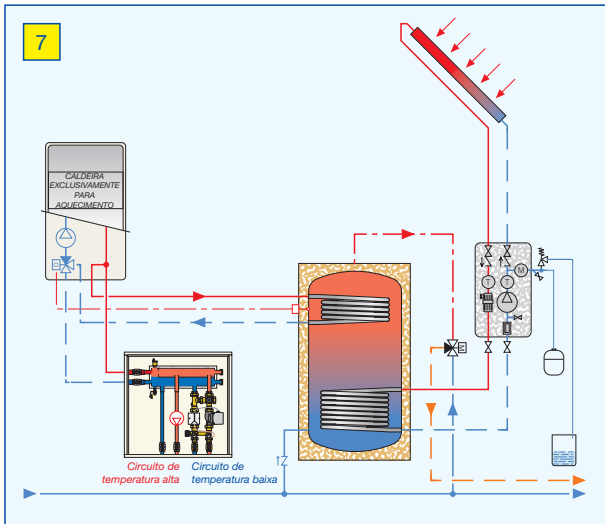 7
CALDEIRA
EXCLUSIVAMENTE
PARA
AQUECIMENTO
M
T T
Circuito de
temperatura alta
Circuito de
temperatura baixa